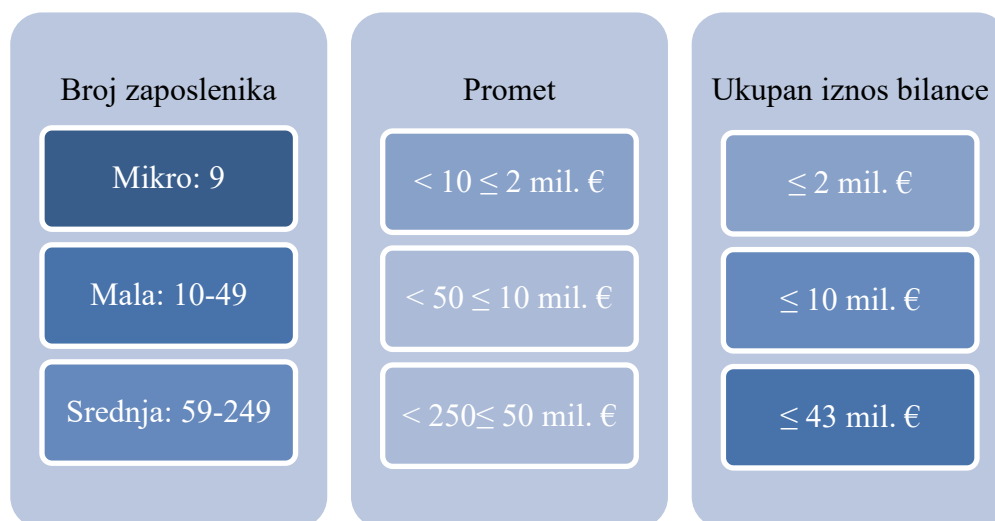 Broj zaposlenika
Mikro: 9
Mala: 10-49
Srednja: 59-249
Promet
< 10 ≤ 2 mil. €
< 50 ≤ 10 mil. €
< 250≤ 50 mil. €
Ukupan iznos bilance
≤ 2 mil. €
≤ 10 mil. €
≤ 43 mil. €